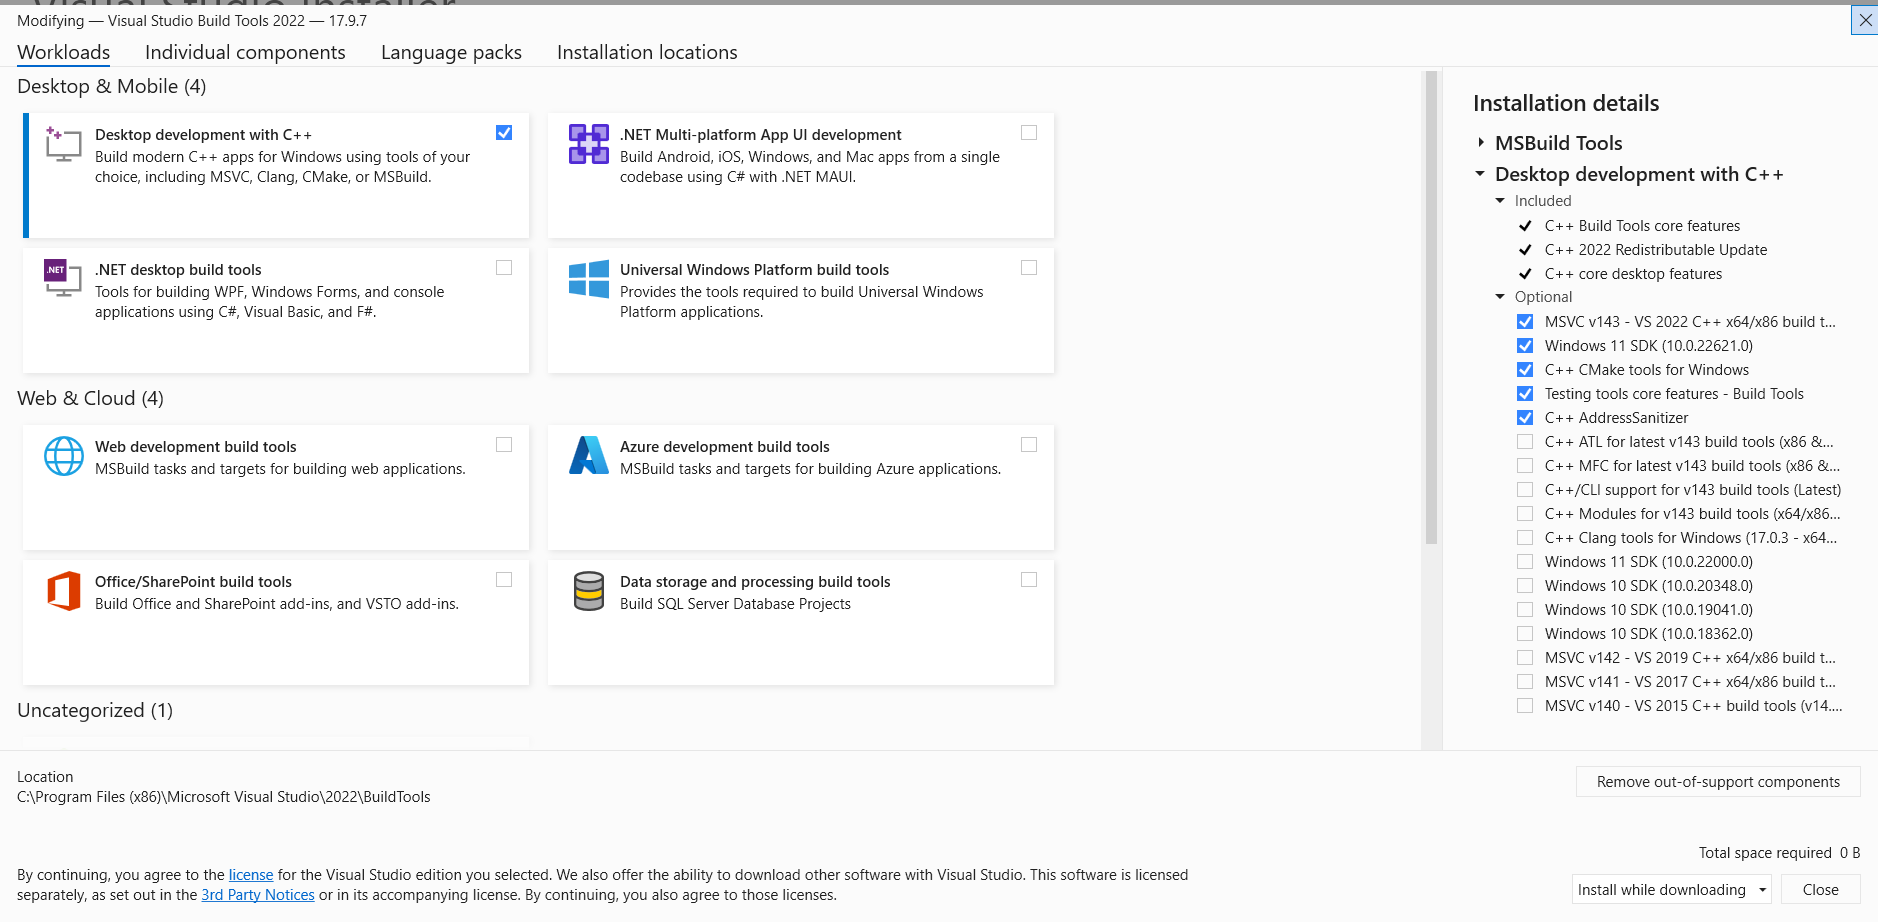 Modifying — Visual Studio Build Tools 2022 — 17.9.7
Workloads
Individual components
Language packs
Installation locations
Desktop & Mobile (4)
Desktop development with C++
Build modern C++ apps for Windows using tools of your
choice, including MSVC, Clang, CMake, or MSBuild.
.NET Multi-platform App UI development
Build Android, iOS, Windows, and Mac apps from a single
codebase using C# with .NET MAUI.
.NET
.NET desktop build tools
Tools for building WPF, Windows Forms, and console
applications using C#, Visual Basic, and F#.
Universal Windows Platform build tools
Provides the tools required to build Universal Windows
Platform applications.
Web & Cloud (4)
Web development build tools
MSBuild tasks and targets for building web applications.
Azure development build tools
MSBuild tasks and targets for building Azure applications.
Office/SharePoint build tools
Build Office and SharePoint add-ins, and VSTO add-ins.
Data storage and processing build tools
Build SQL Server Database Projects
Uncategorized (1)
Installation details
MSBuild Tools
Desktop development with C++
Included
C++ Build Tools core features
C++ 2022 Redistributable Update
C++ core desktop features
Optional
MSVC v143 - VS 2022 C++ x64/x86 build t...
Windows 11 SDK (10.0.22621.0)
C++ CMake tools for Windows
Testing tools core features - Build Tools
C++ AddressSanitizer
C++ ATL for latest v143 build tools (x86 &...
C++ MFC for latest v143 build tools (x86 &...
C++/CLI support for v143 build tools (Latest)
C++ Modules for v143 build tools (x64/x86...
C++ Clang tools for Windows (17.0.3 - x64...
Windows 11 SDK (10.0.22000.0)
Windows 10 SDK (10.0.20348.0)
Windows 10 SDK (10.0.19041.0)
Windows 10 SDK (10.0.18362.0)
MSVC v142 - VS 2019 C++ x64/x86 build t...
MSVC v141 - VS 2017 C++ x64/x86 build t...
MSVC v140 - VS 2015 C++ build tools (v14....
Location
C:\Program Files (x86)\Microsoft Visual Studio\2022\BuildTools
Remove out-of-support components
Total space required 0 B
By continuing, you agree to the license for the Visual Studio edition you selected. We also offer the ability to download other software with Visual Studio. This software is licensed
separately, as set out in the 3rd Party Notices or in its accompanying license. By continuing, you also agree to those licenses.
Install while downloading
Close